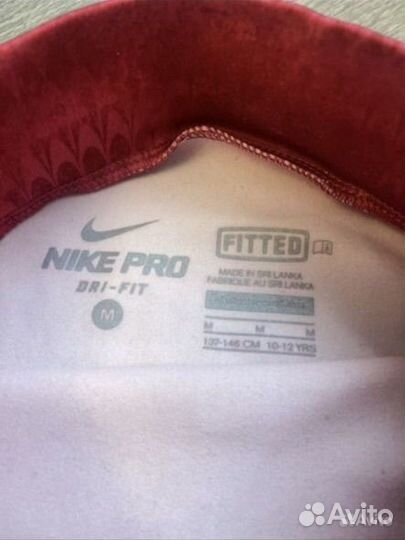 NIKE PRO
DRI-FIT
M
FITTED
MADE IN SRI LANKA
FABRIQUE AU SRI LANKA
M M M
137-146 CM 10-12 YRS
Avito